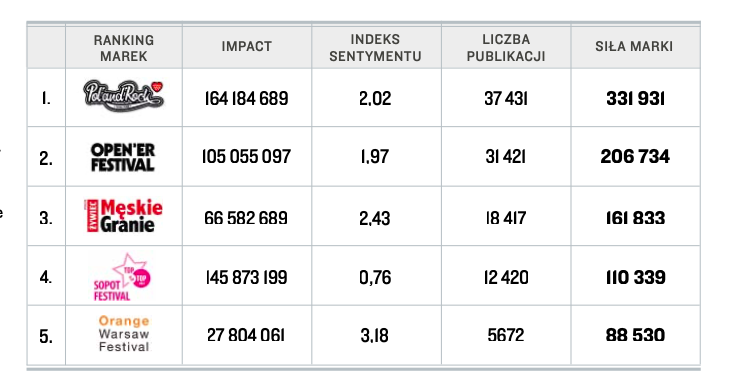 RANKING MAREK IMPACT INDEKS SENTYMENTU LICZBA PUBLIKACJI SIŁA MARKI
1. Pol'and'Rock 164 184 689 2,02 37 431 331 931
2. OPEN'ER FESTIVAL 105 055 097 1,97 31 421 206 734
3. ŻYWIEC Męskie Granie 66 582 689 2,43 18 417 161 833
4. SOPOT TOP OF THE TOP FESTIVAL 145 873 199 0,76 12 420 110 339
5. Orange Warsaw Festival 27 804 061 3,18 5672 88 530
e